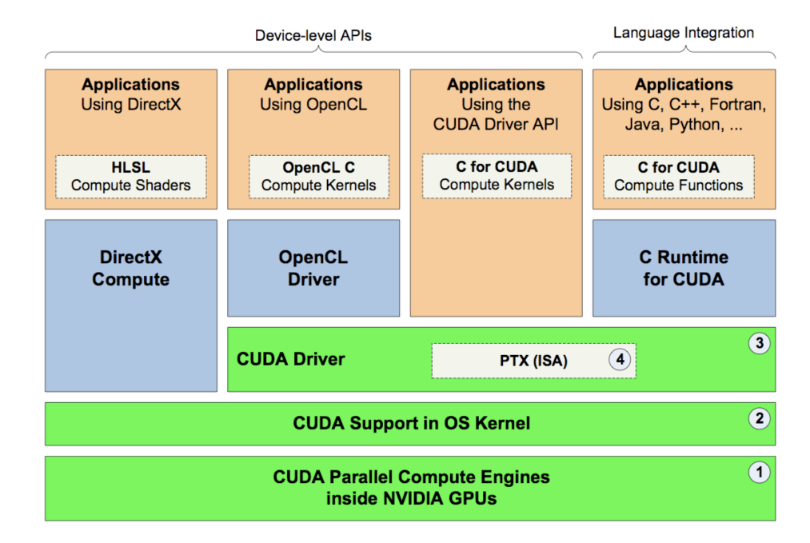 Device-level APIs
Language Integration
Applications
Using DirectX
HLSL
Compute Shaders
Applications
Using OpenCL
OpenCL C
Compute Kernels
Applications
Using the
CUDA Driver API
C for CUDA
Compute Kernels
Applications
Using C, C++, Fortran,
Java, Python, ...
C for CUDA
Compute Functions
DirectX
Compute
OpenCL
Driver
C Runtime
for CUDA
3
CUDA Driver
PTX (ISA) 4
CUDA Support in OS Kernel 2
CUDA Parallel Compute Engines 1
inside NVIDIA GPUs